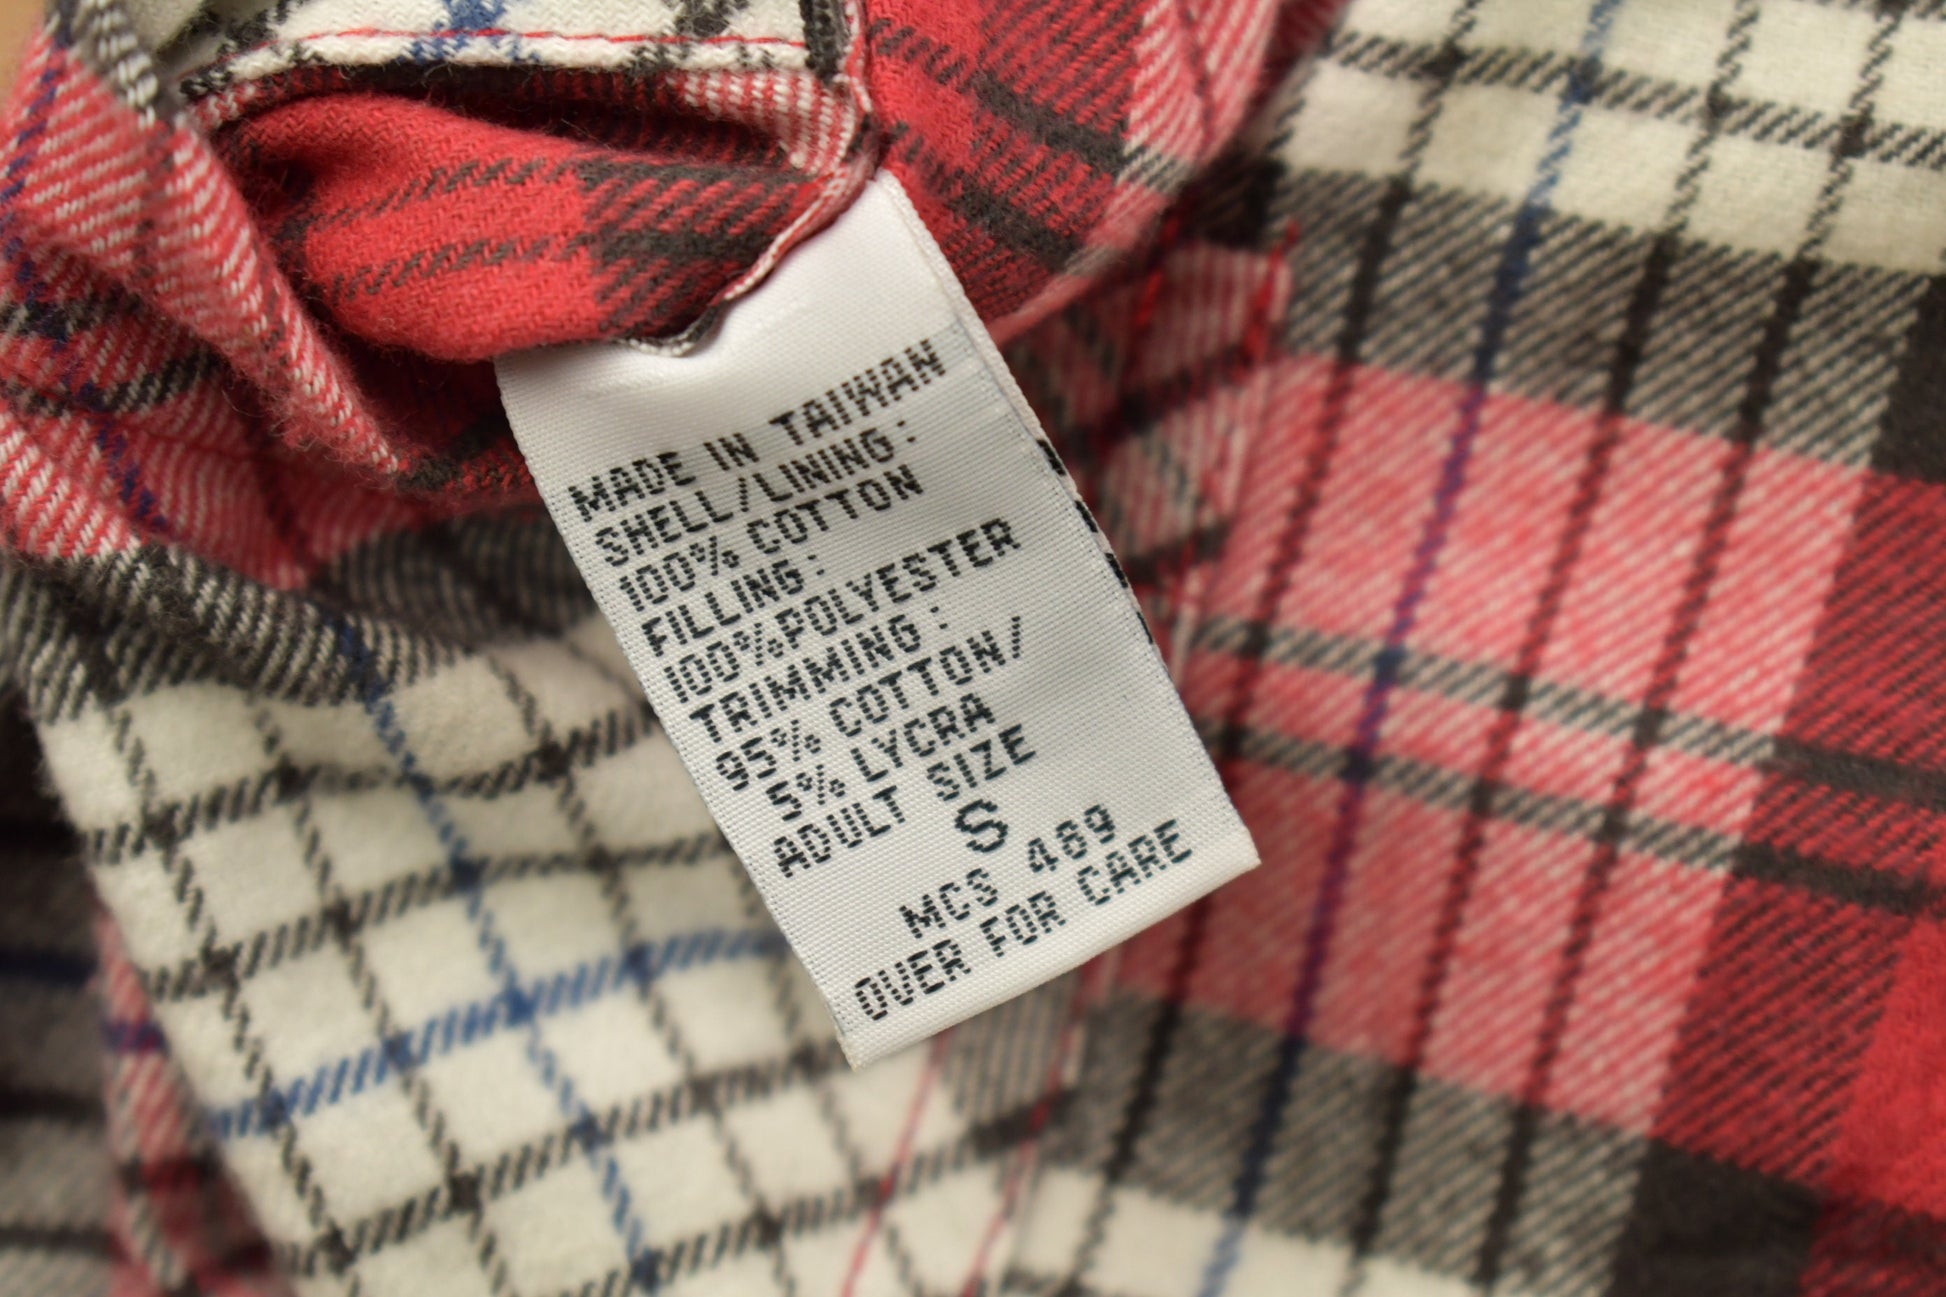 MADE IN TAIWAN
SHELL/LINING:
100% COTTON
FILLING:
100%POLYESTER
TRIMMING:
95% COTTON/
5% LYCRA
ADULT SIZE
S
MCS 489
OVER FOR CARE